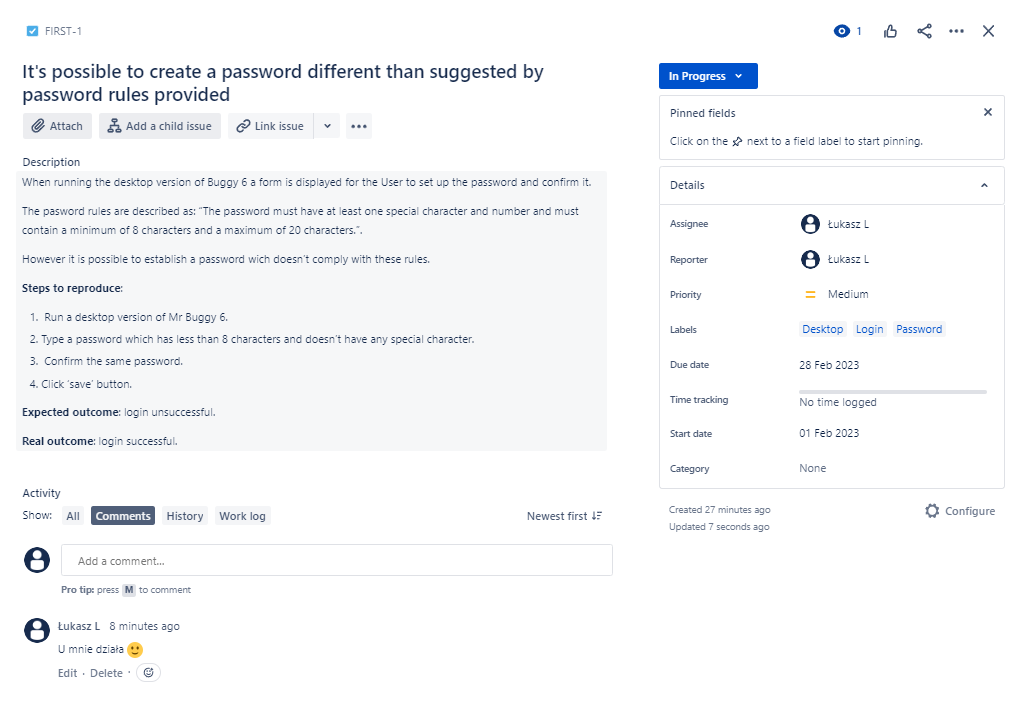 FIRST-1
1
It's possible to create a password different than suggested by
password rules provided
Attach
Add a child issue
Link issue
Description
When running the desktop version of Buggy 6 a form is displayed for the User to set up the password and confirm it.
The pasword rules are described as: “The password must have at least one special character and number and must
contain a minimum of 8 characters and a maximum of 20 characters.”.
However it is possible to establish a password wich doesn’t comply with these rules.
Steps to reproduce:
1. Run a desktop version of Mr Buggy 6.
2. Type a password which has less than 8 characters and doesn’t have any special character.
3. Confirm the same password.
4. Click ‘save’ button.
Expected outcome: login unsuccessful.
Real outcome: login successful.
Activity
Show: All Comments History Work log
Newest first
Add a comment...
Pro tip: press M to comment
Łukasz L 8 minutes ago
U mnie działa 🙂
Edit · Delete ·
In Progress
Pinned fields
Click on the next to a field label to start pinning.
Details
Assignee Łukasz L
Reporter Łukasz L
Priority Medium
Labels Desktop Login Password
Due date 28 Feb 2023
Time tracking No time logged
Start date 01 Feb 2023
Category None
Created 27 minutes ago
Updated 7 seconds ago
Configure